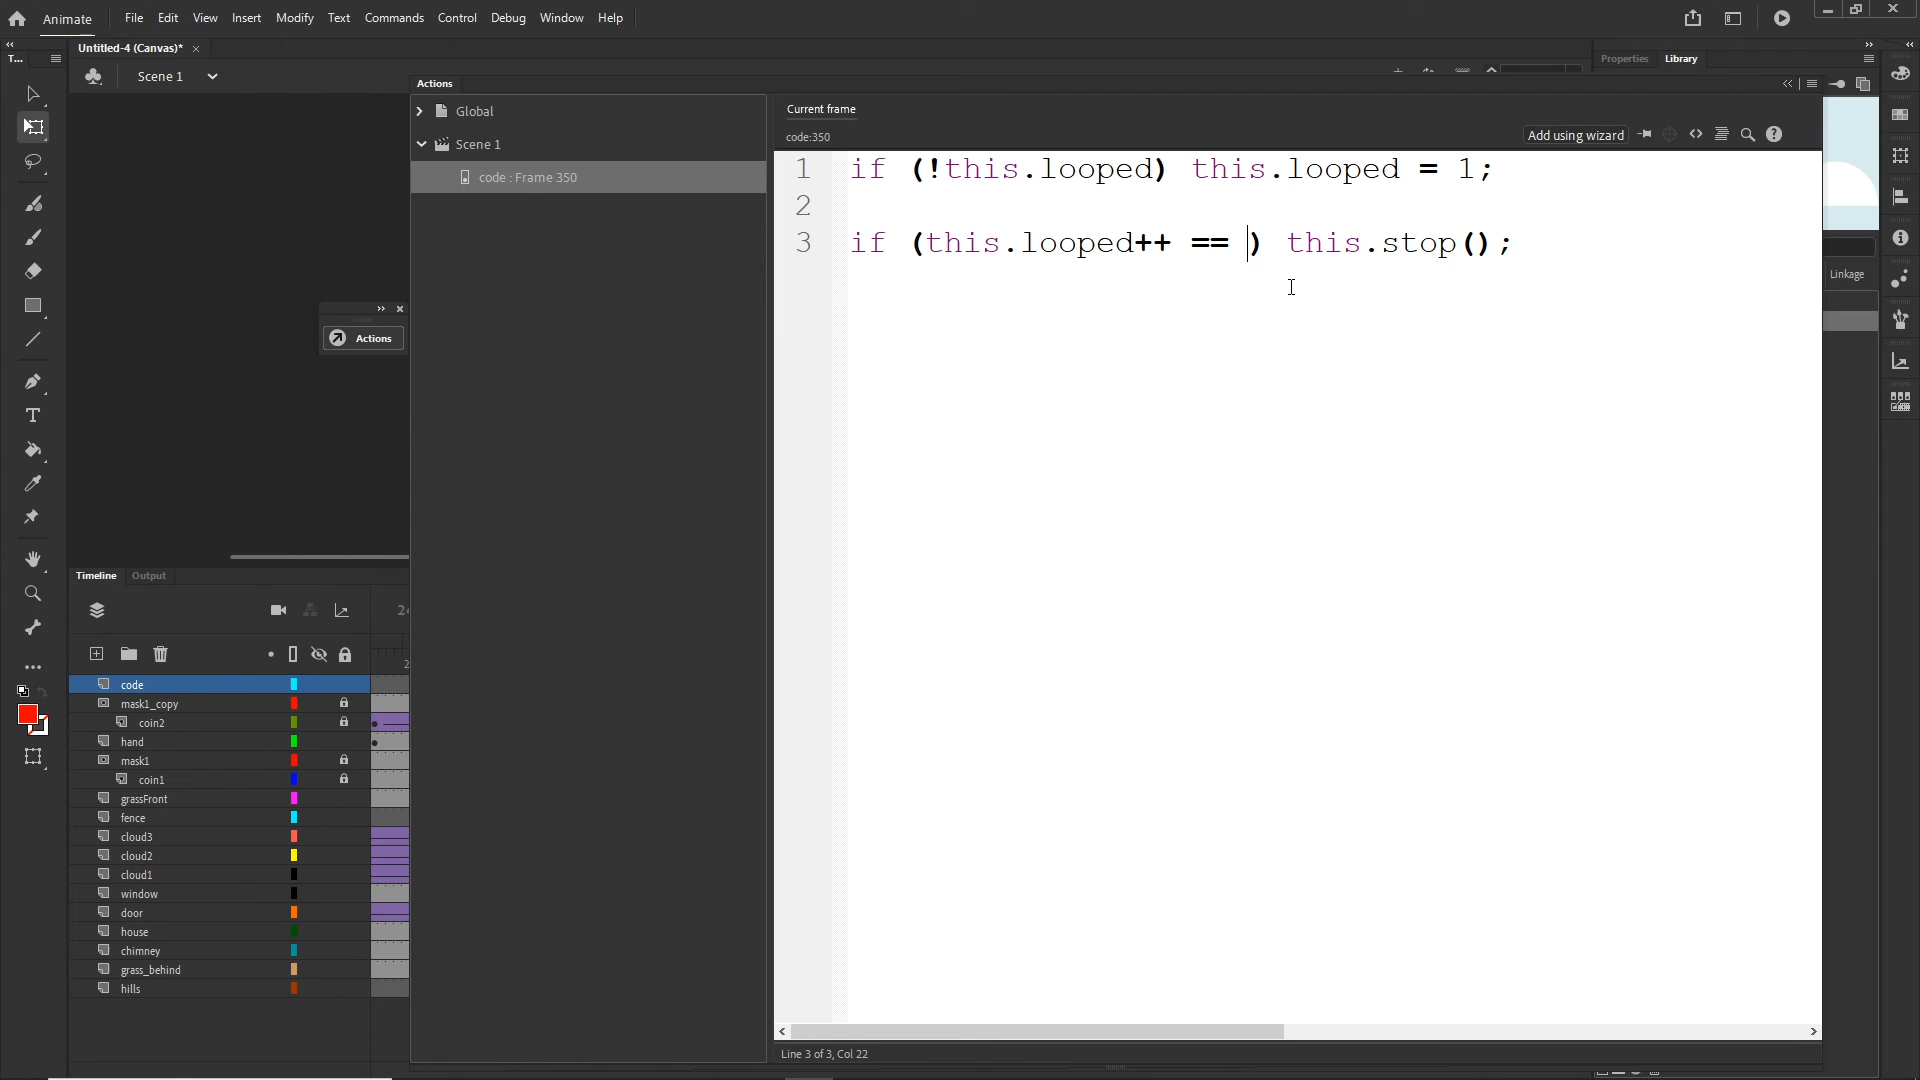 Animate
File Edit View Insert Modify Text Commands Control Debug Window Help
Untitled-4 (Canvas)*
T...
Properties Library
Scene 1
Actions
Global
Current frame
Scene 1
code:350
Add using wizard
code : Frame 350
1 if (!this.looped) this.looped = 1;
2
3 if (this.looped++ == ) this.stop();
Linkage
Actions
Timeline Output
24
2
code
mask1_copy
coin2
hand
mask1
coin1
grassFront
fence
cloud3
cloud2
cloud1
window
door
house
chimney
grass_behind
hills
Line 3 of 3, Col 22